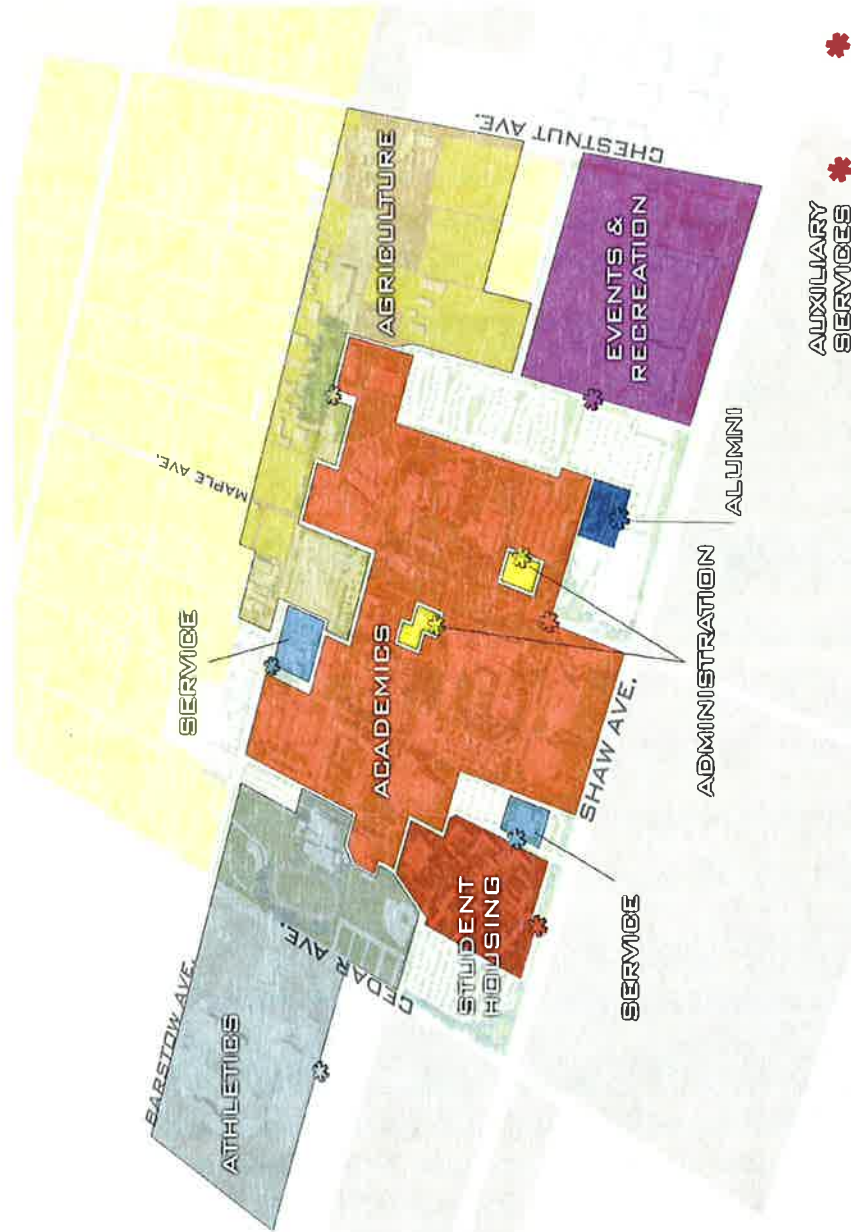 BARSTOW AVE.
ATHLETICS
CEDAR AVE.
STUDENT
HOUSING
SERVICE
SHAW AVE.
ACADEMICS
SERVICE
MAPLE AVE.
AGRICULTURE
CHESTNUT AVE.
EVENTS &
RECREATION
ALUMNI
ADMINISTRATION
AUXILIARY
SERVICES